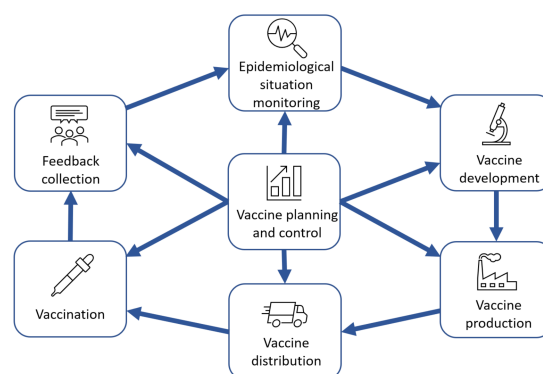 Epidemiological
situation
monitoring
Feedback
collection
Vaccine
development
Vaccine planning
and control
Vaccination
Vaccine
production
Vaccine
distribution